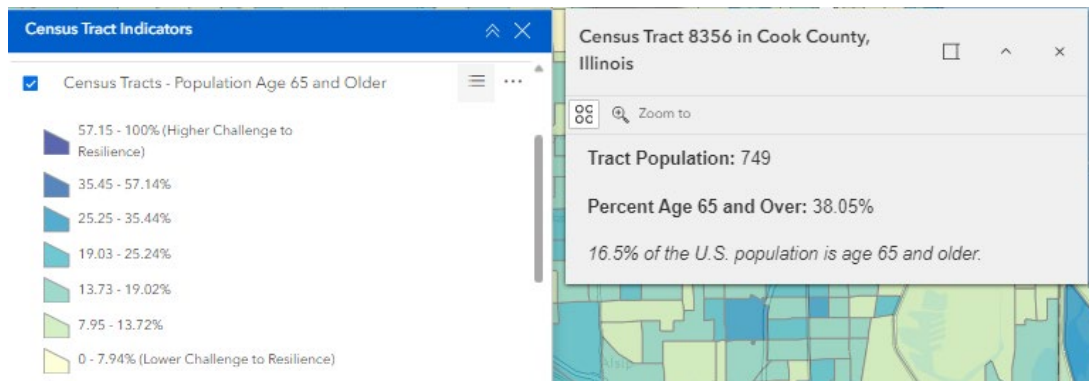 Census Tract Indicators
Census Tracts - Population Age 65 and Older
57.15 - 100% (Higher Challenge to
Resilience)
35.45 - 57.14%
25.25 - 35.44%
19.03 - 25.24%
13.73 - 19.02%
7.95 - 13.72%
0 - 7.94% (Lower Challenge to Resilience)
Census Tract 8356 in Cook County,
Illinois
Zoom to
Tract Population: 749
Percent Age 65 and Over: 38.05%
16.5% of the U.S. population is age 65 and older.
Alsip